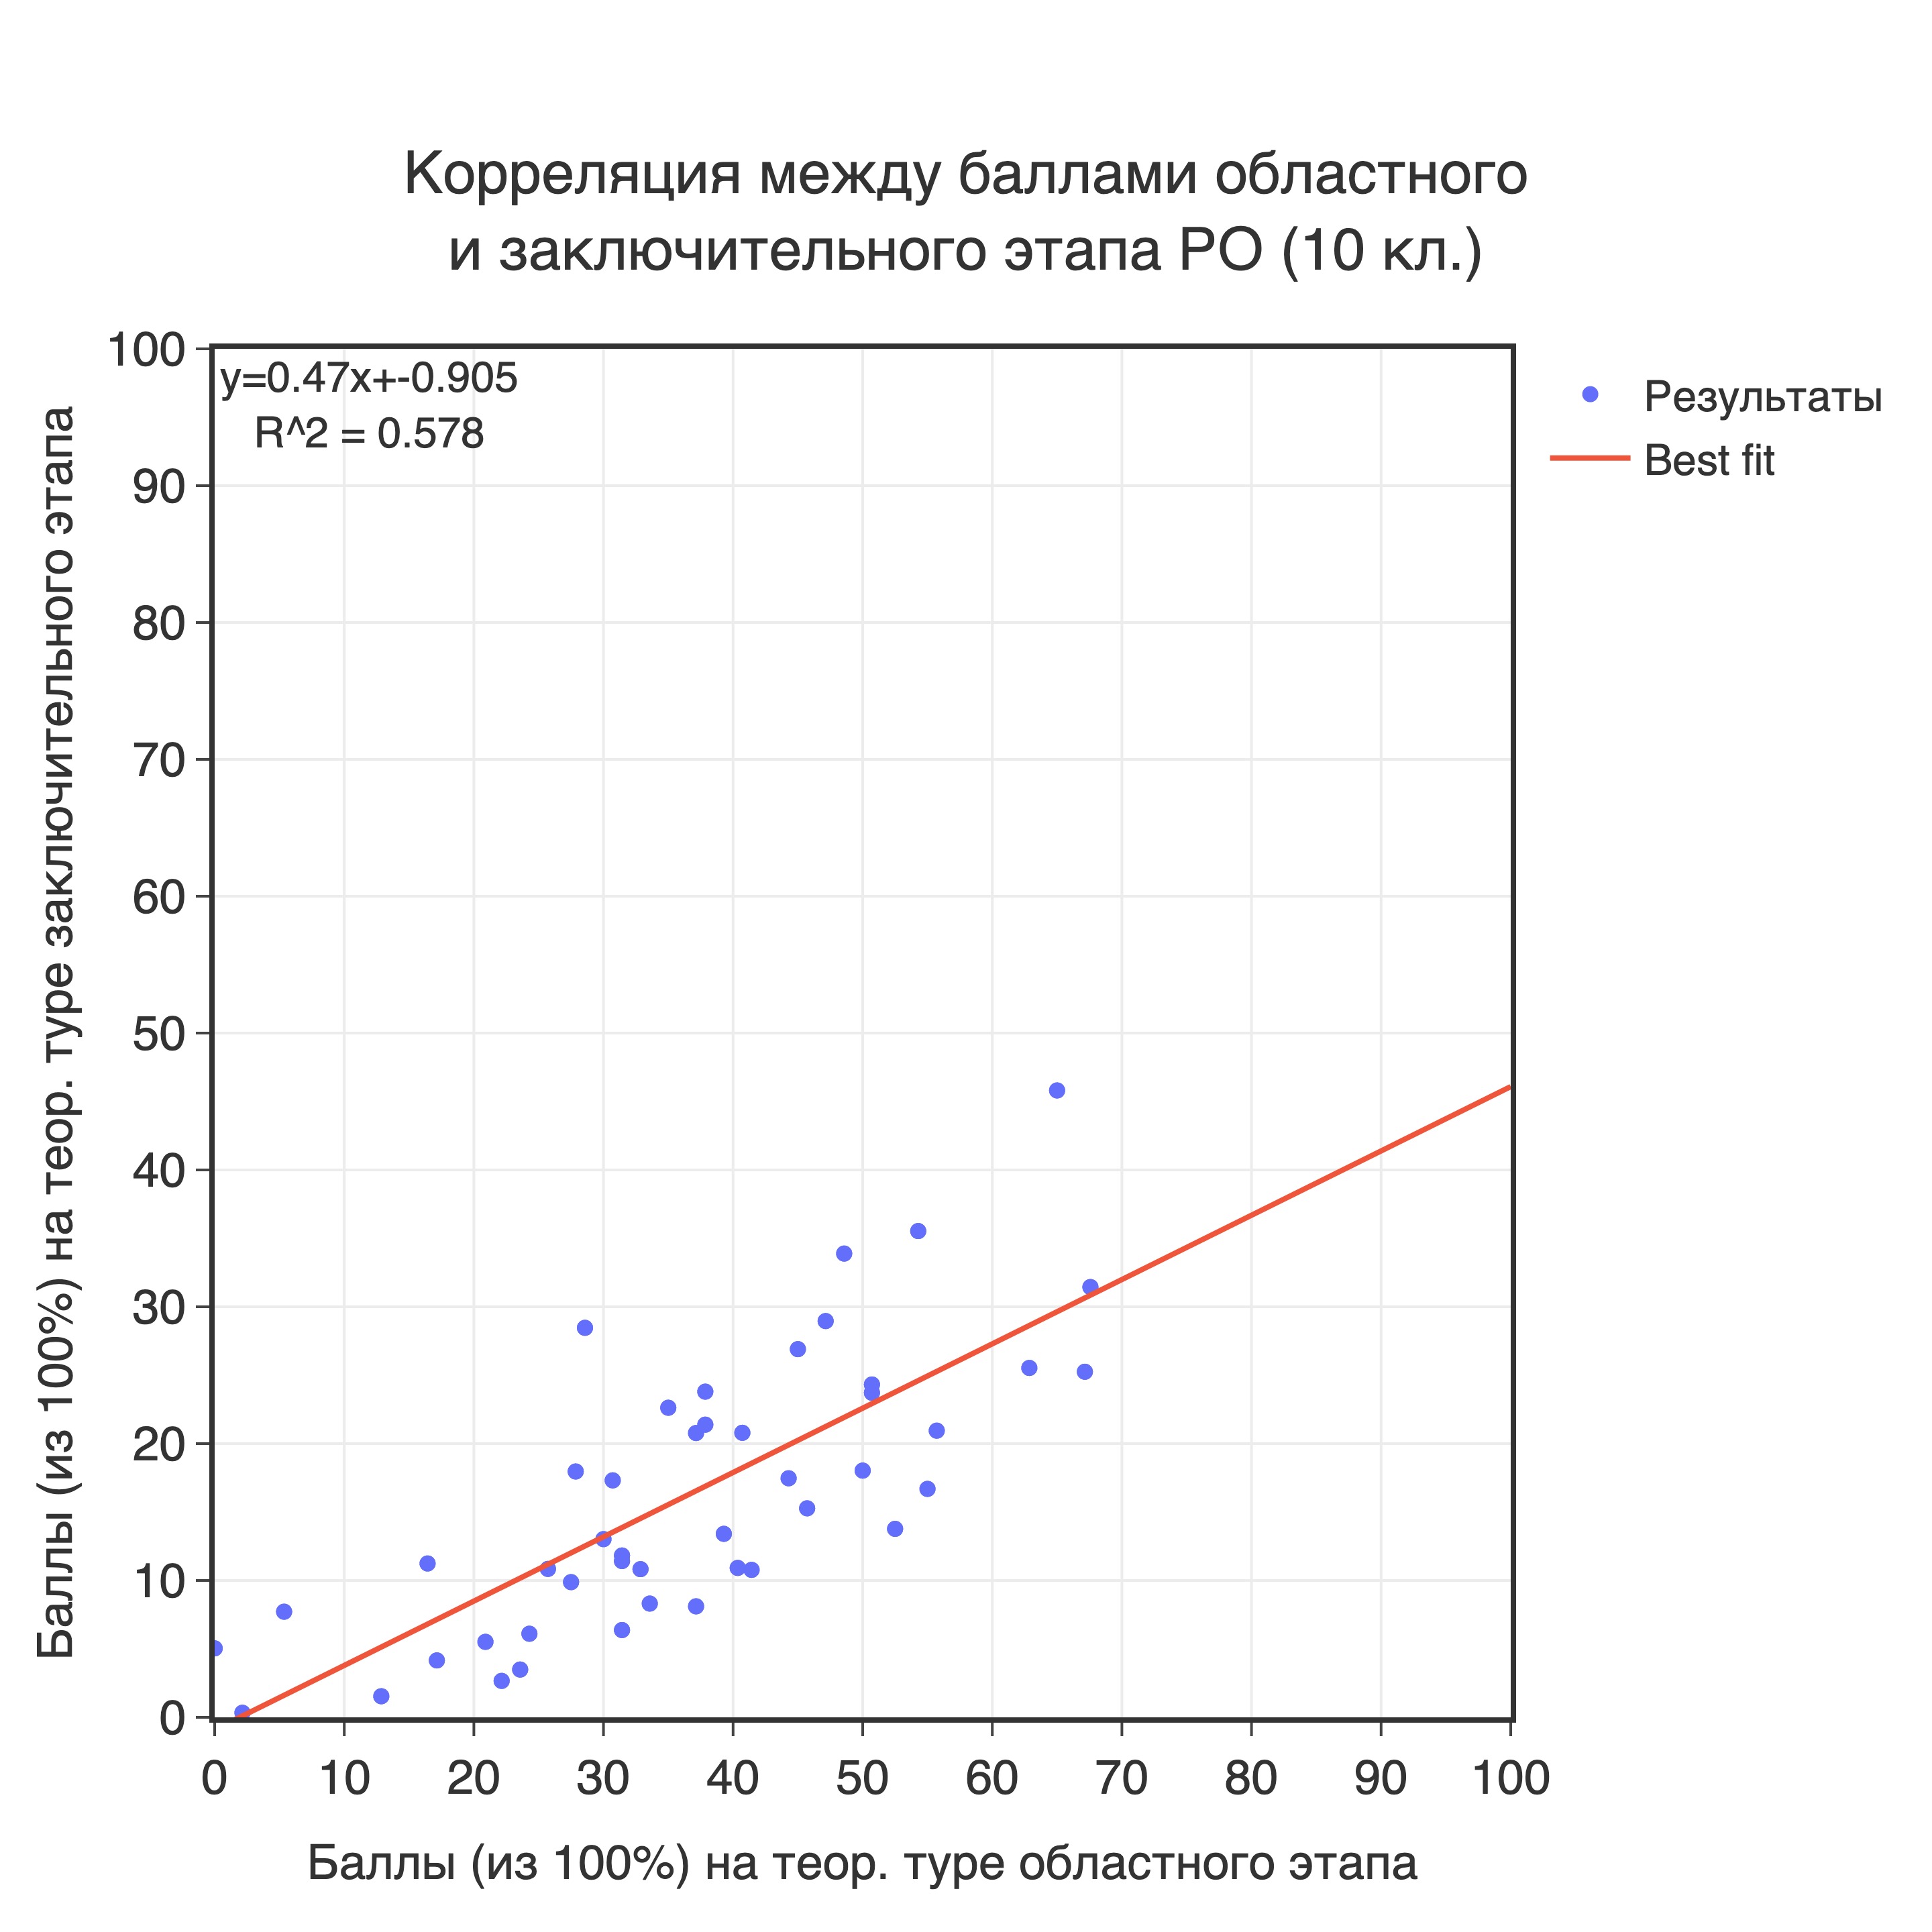 Корреляция между баллами областного
и заключительного этапа РО (10 кл.)
y=0.47x+-0.905
R^2 = 0.578
Результаты
Best fit
Баллы (из 100%) на теор. туре заключительного этапа
100
90
80
70
60
50
40
30
20
10
0
0 10 20 30 40 50 60 70 80 90 100
Баллы (из 100%) на теор. туре областного этапа